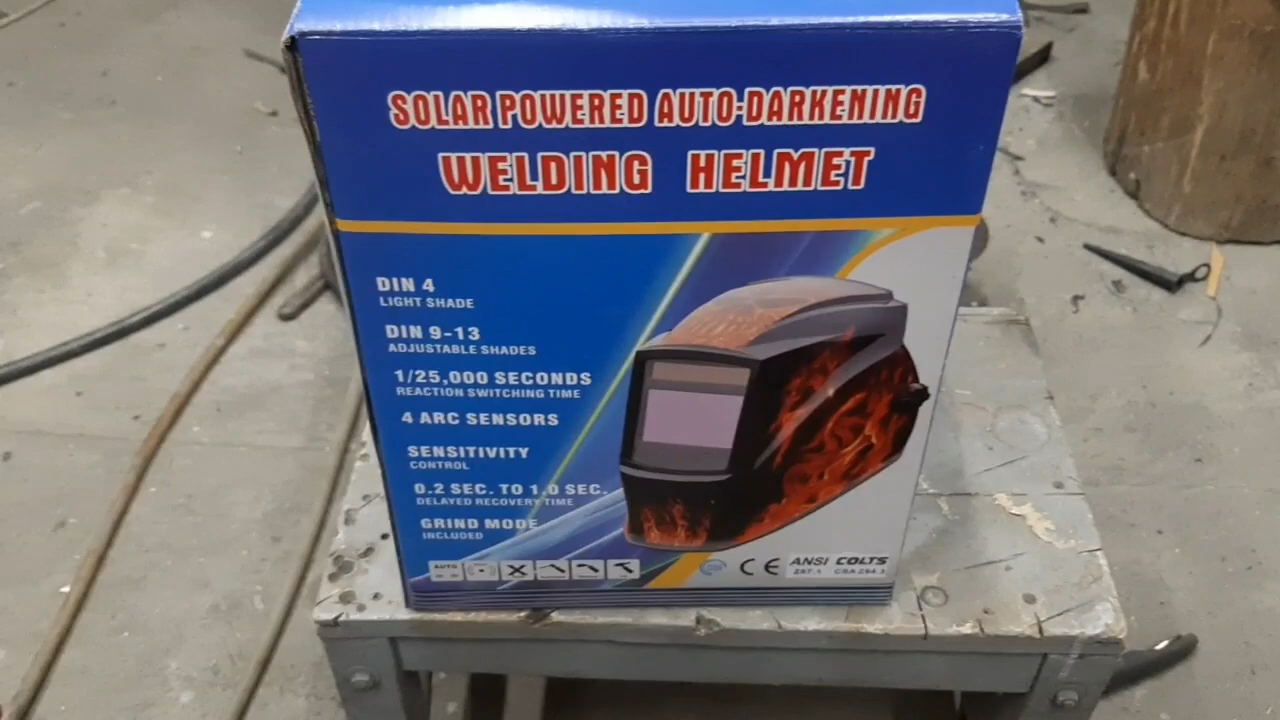 SOLAR POWERED AUTO-DARKENING
WELDING HELMET
DIN 4
LIGHT SHADE
DIN 9-13
ADJUSTABLE SHADES
1/25,000 SECONDS
REACTION SWITCHING TIME
4 ARC SENSORS
SENSITIVITY
CONTROL
0.2 SEC. TO 1.0 SEC.
DELAYED RECOVERY TIME
GRIND MODE
INCLUDED
AUTO
CE ANSI COLTS
Z87.1 CSA Z94.3